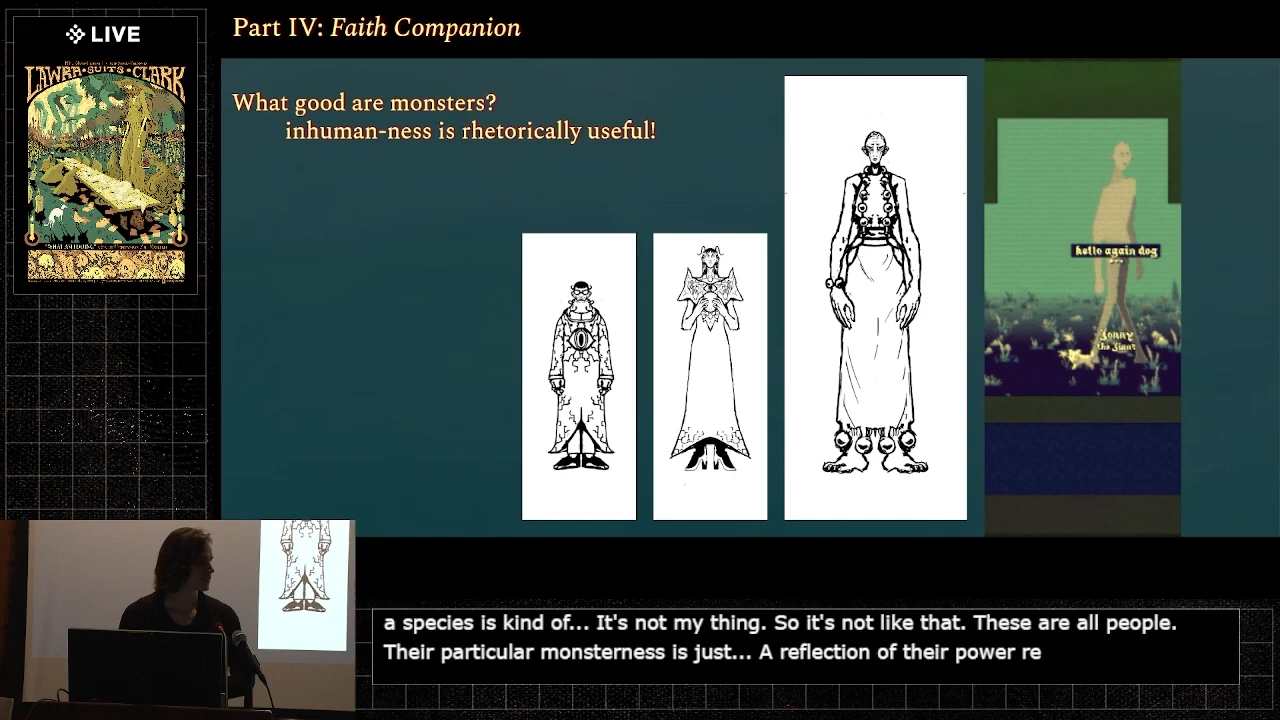 Part IV: Faith Companion
LIVE
LAWRA · SUITS · CLARK
What good are monsters?
inhuman-ness is rhetorically useful!
hello again dog
Jonny
the Giant
a species is kind of... It's not my thing. So it's not like that. These are all people.
Their particular monsterness is just... A reflection of their power re